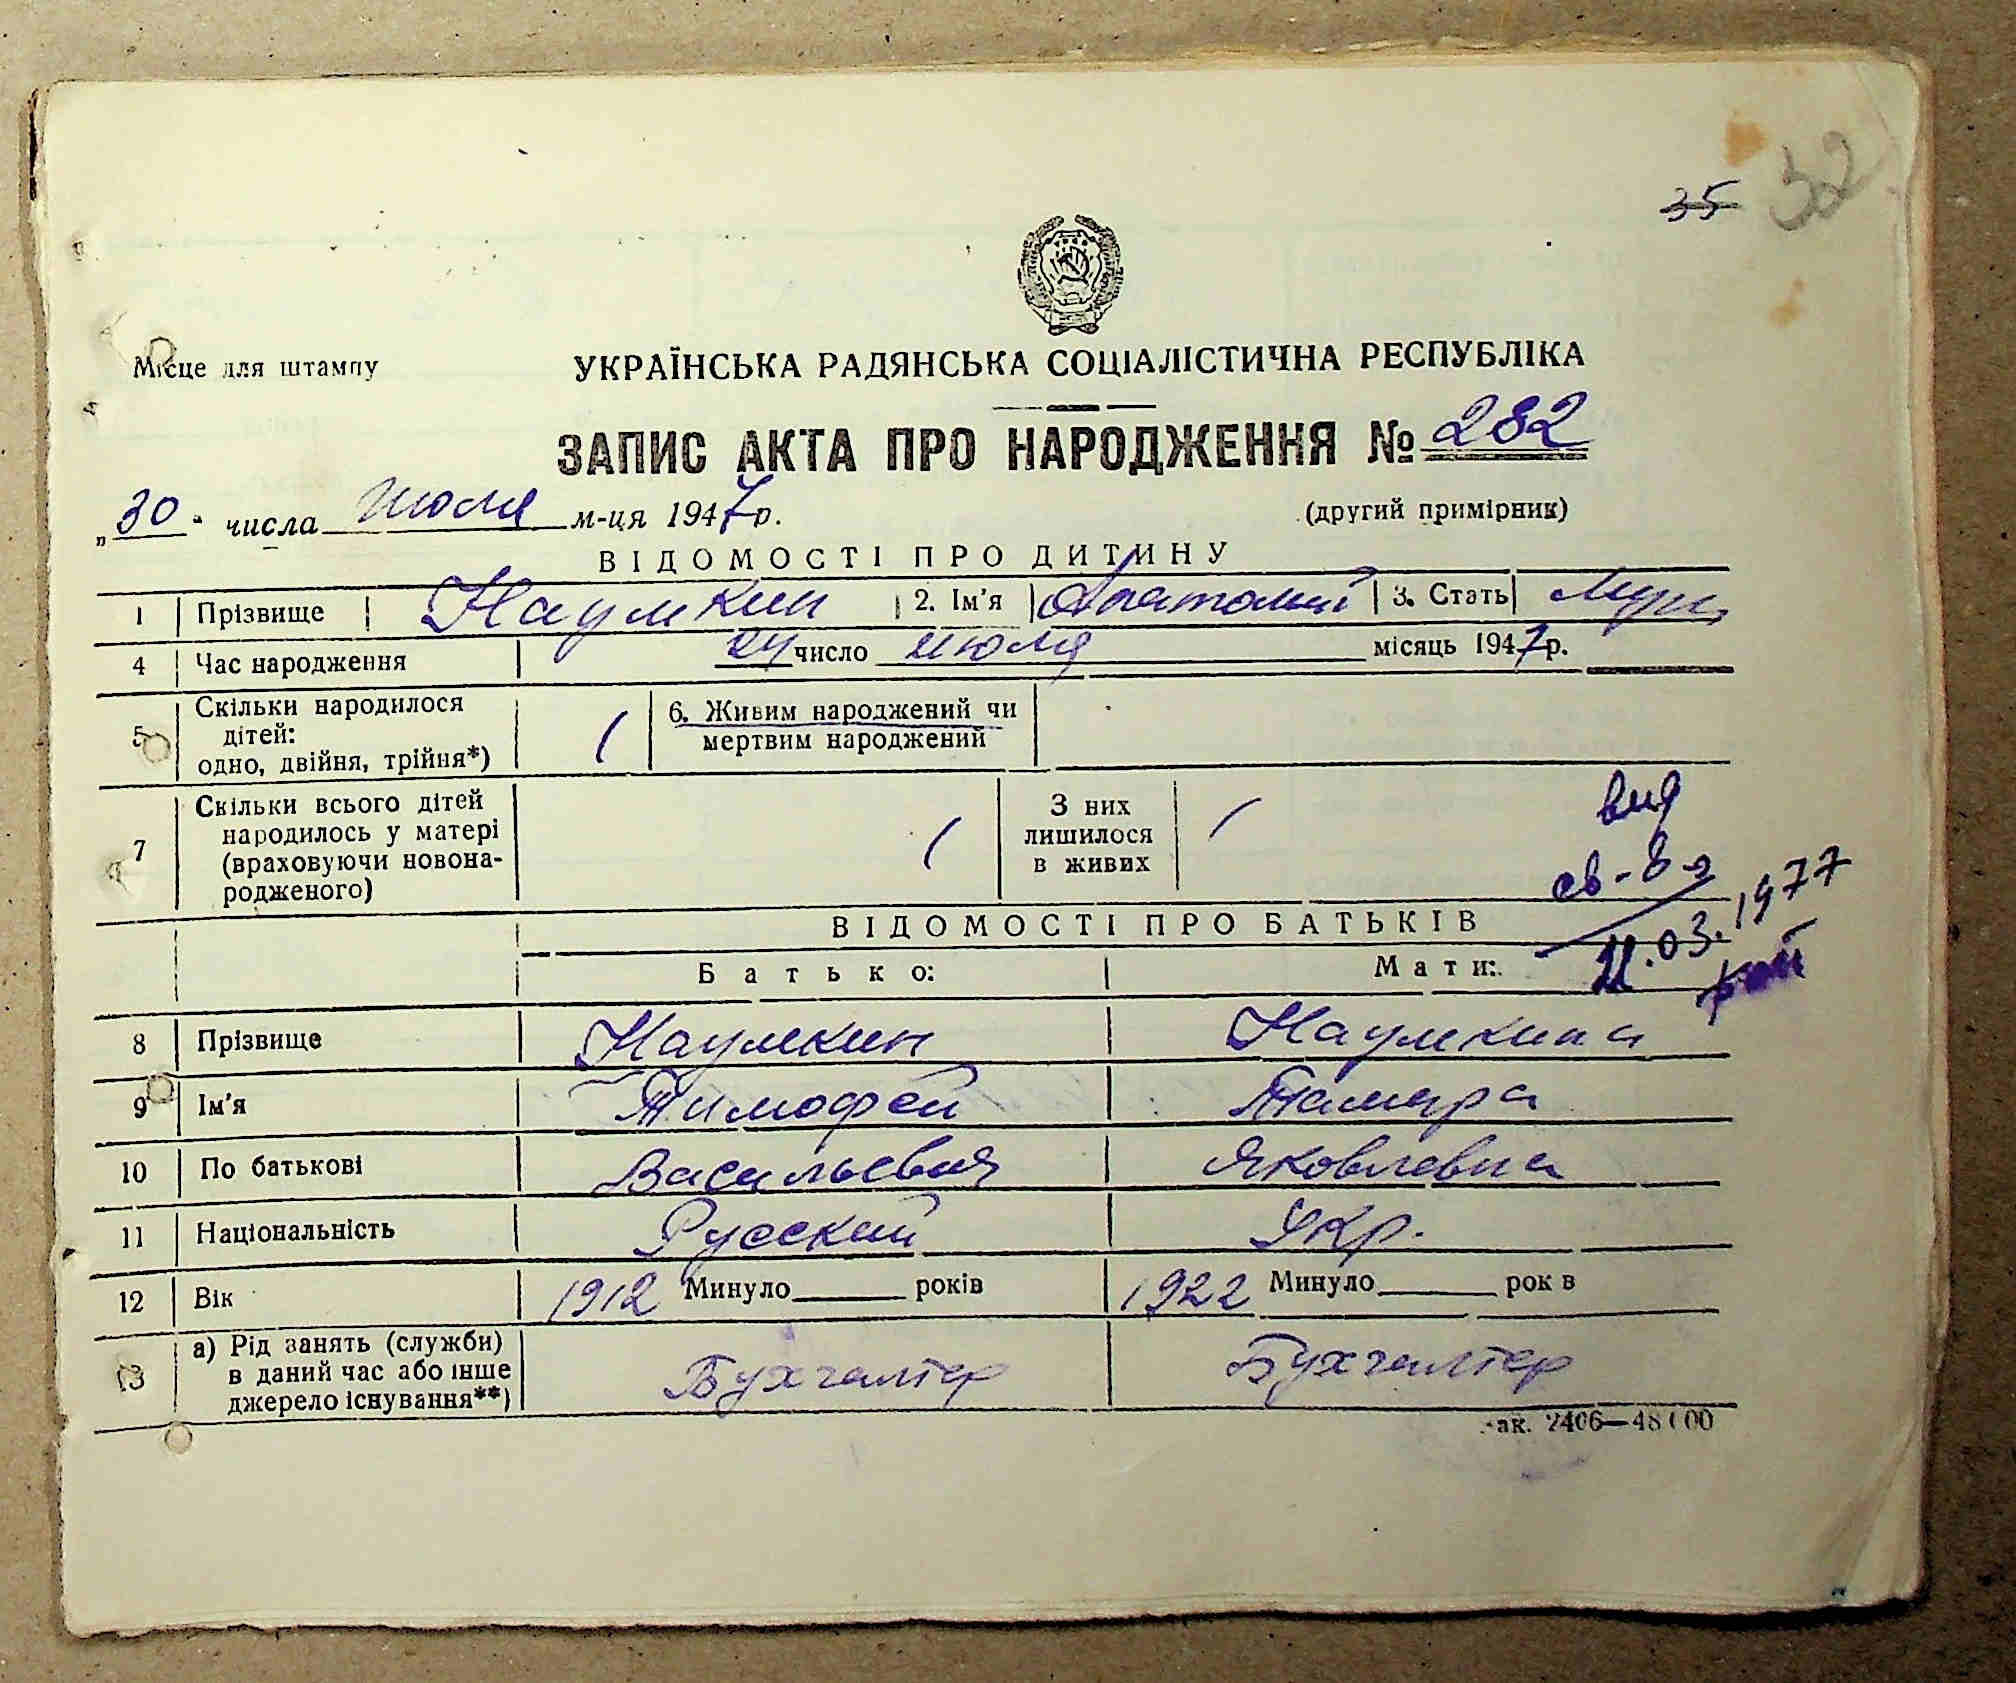 35 32
Місце для штампу
УКРАЇНСЬКА РАДЯНСЬКА СОЦІАЛІСТИЧНА РЕСПУБЛІКА
ЗАПИС АКТА ПРО НАРОДЖЕННЯ № 282
„30" числа июля м-ця 1947 р.
(другий примірник)
ВІДОМОСТІ ПРО ДИТИНУ
1 Прізвище Наумкин 2. Ім'я Анатолий 3. Стать Муж
4 Час народження 24 число июля місяць 1947 р.
5 Скільки народилося дітей: одно, двійня, трійня*) 1 6. Живим народжений чи мертвим народжений
7 Скільки всього дітей народилось у матері (враховуючи новонародженого) 1 З них лишилося в живих 1
вид
св-во
11.03.1977
ВІДОМОСТІ ПРО БАТЬКІВ
Батько: Мати:
8 Прізвище Наумкин Наумкина
9 Ім'я Тимофей Тамара
10 По батькові Васильевич Яковлевна
11 Національність Русский Укр.
12 Вік 1912 Минуло років 1922 Минуло рок в
13 а) Рід занять (служби) в даний час або інше джерело існування**) Бухгалтер Бухгалтер
ак. 2406—48000